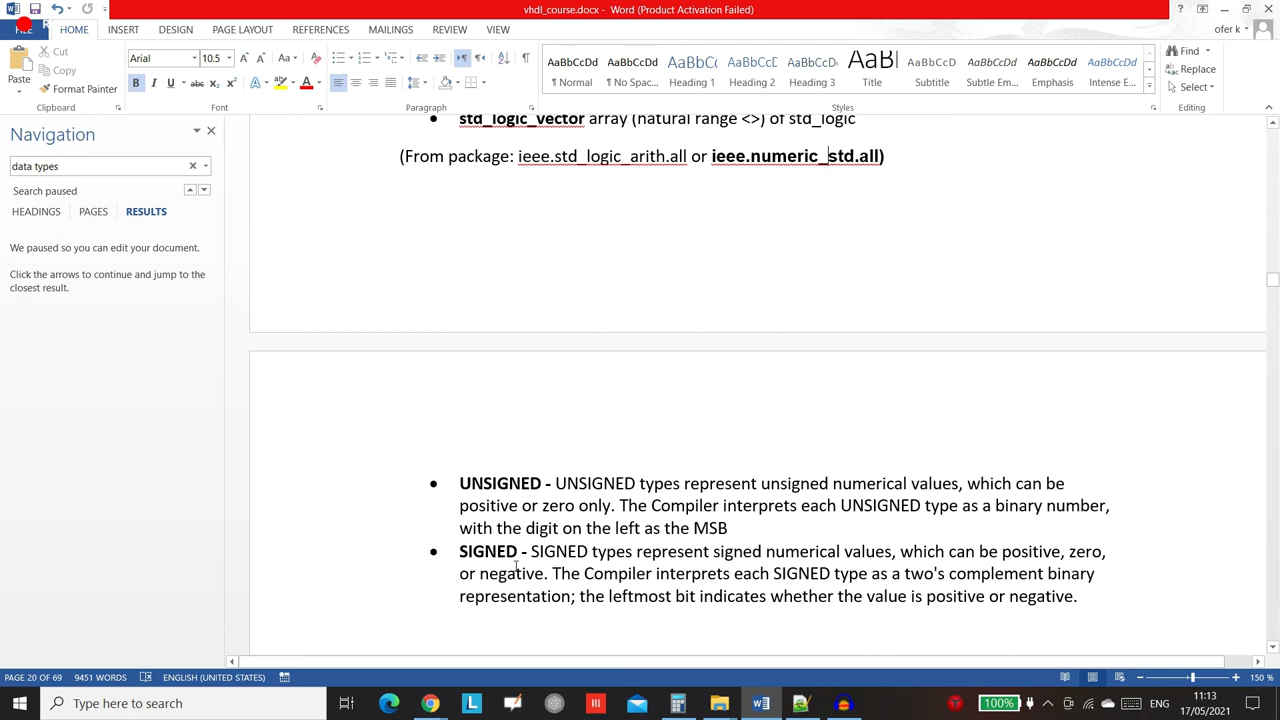 vhdl_course.docx - Word (Product Activation Failed)
FILE HOME INSERT DESIGN PAGE LAYOUT REFERENCES MAILINGS REVIEW VIEW ofer k
Paste Cut Copy Format Painter
Clipboard
Arial 10.5 Aa
B I U abc X₂ X² A A
Font
Paragraph
AaBbCcDd AaBbCcDd AaBbCc AaBbCcD AaBbCcD AaB AaBbCcD AaBbCcDd AaBbCcDd AaBbCcDd
¶ Normal ¶ No Spac... Heading 1 Heading 2 Heading 3 Title Subtitle Subtle Em... Emphasis Intense E...
Styles
Find
Replace
Select
Editing
Navigation
data types
Search paused
HEADINGS PAGES RESULTS
We paused so you can edit your document.
Click the arrows to continue and jump to the
closest result.
• std_logic_vector array (natural range <>) of std_logic
(From package: ieee.std_logic_arith.all or ieee.numeric_std.all)
• UNSIGNED - UNSIGNED types represent unsigned numerical values, which can be
positive or zero only. The Compiler interprets each UNSIGNED type as a binary number,
with the digit on the left as the MSB
• SIGNED - SIGNED types represent signed numerical values, which can be positive, zero,
or negative. The Compiler interprets each SIGNED type as a two's complement binary
representation; the leftmost bit indicates whether the value is positive or negative.
PAGE 20 OF 69 9451 WORDS ENGLISH (UNITED STATES) 150 %
Type here to search
100% ENG
11:13
17/05/2021